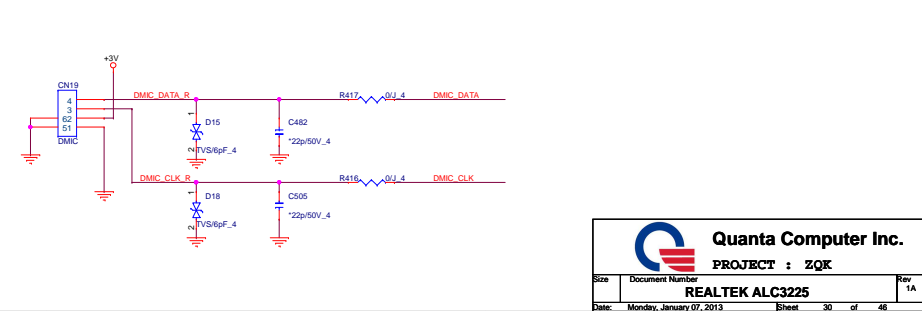 +3V
CN19
4
3
62
51
DMIC
DMIC_DATA_R
R417
0/J_4
DMIC_DATA
1
D15
2
TVS/6pF_4
C482
*22p/50V_4
DMIC_CLK_R
R416
0/J_4
DMIC_CLK
1
D18
2
TVS/6pF_4
C505
*22p/50V_4
Quanta Computer Inc.
PROJECT : ZQK
Size Document Number Rev
REALTEK ALC3225 1A
Date: Monday, January 07, 2013 Sheet 30 of 46